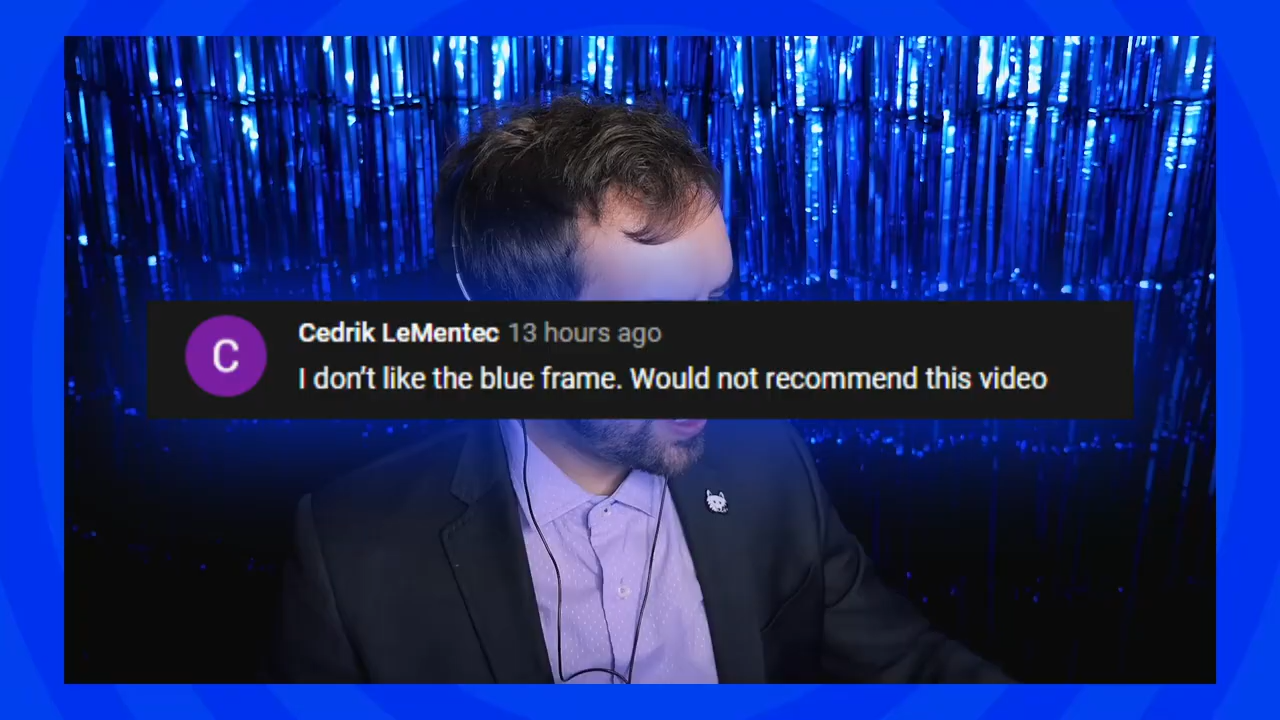 C
Cedrik LeMentec 13 hours ago
I don't like the blue frame. Would not recommend this video